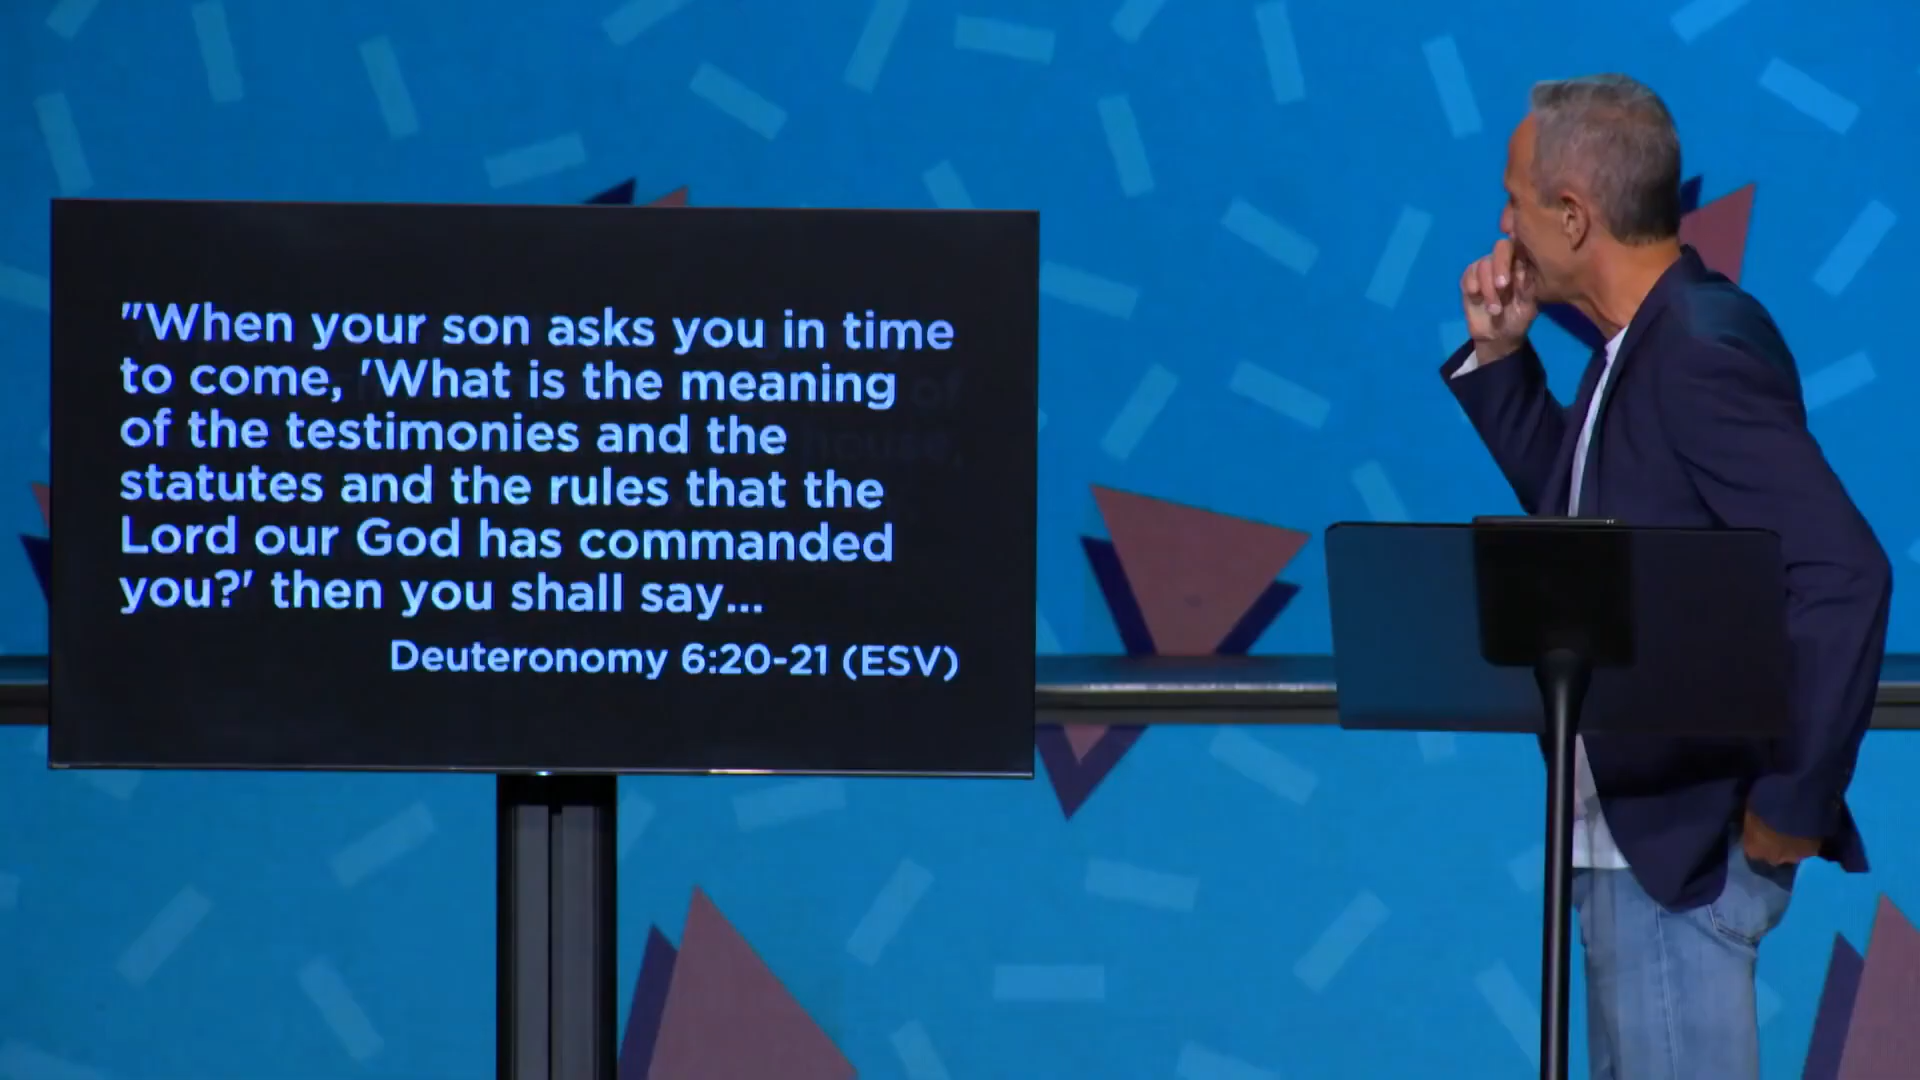 "When your son asks you in time
to come, 'What is the meaning
of the testimonies and the
statutes and the rules that the
Lord our God has commanded
you?' then you shall say...
Deuteronomy 6:20-21 (ESV)